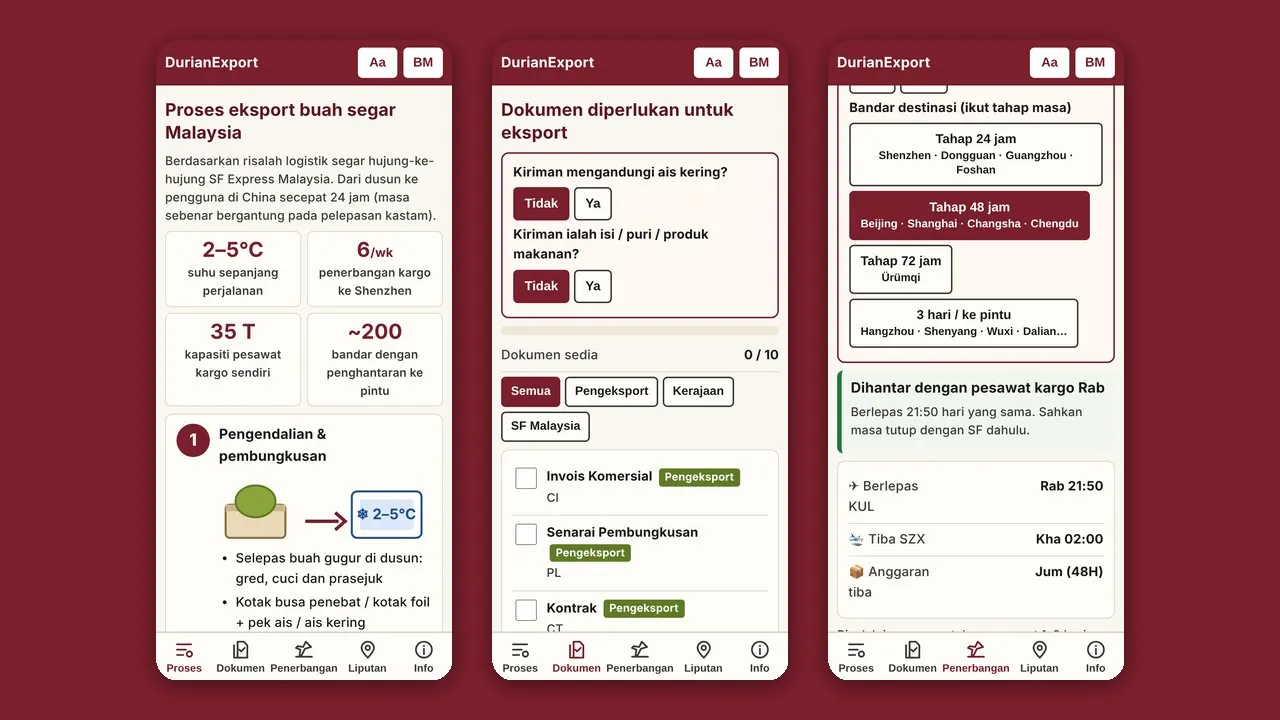 DurianExport
Aa
BM
Proses eksport buah segar
Malaysia
Berdasarkan risalah logistik segar hujung-ke-
hujung SF Express Malaysia. Dari dusun ke
pengguna di China secepat 24 jam (masa
sebenar bergantung pada pelepasan kastam).
2–5°C
suhu sepanjang
perjalanan
6/wk
penerbangan kargo
ke Shenzhen
35 T
kapasiti pesawat
kargo sendiri
~200
bandar dengan
penghantaran ke
pintu
1
Pengendalian &
pembungkusan
❄ 2–5°C
• Selepas buah gugur di dusun:
gred, cuci dan prasejuk
• Kotak busa penebat / kotak foil
+ pek ais / ais kering
Proses
Dokumen
Penerbangan
Liputan
Info
DurianExport
Aa
BM
Dokumen diperlukan untuk
eksport
Kiriman mengandungi ais kering?
Tidak
Ya
Kiriman ialah isi / puri / produk
makanan?
Tidak
Ya
Dokumen sedia
0 / 10
Semua
Pengeksport
Kerajaan
SF Malaysia
Invois Komersial Pengeksport
CI
Senarai Pembungkusan
Pengeksport
PL
Kontrak Pengeksport
CT
Proses
Dokumen
Penerbangan
Liputan
Info
DurianExport
Aa
BM
Bandar destinasi (ikut tahap masa)
Tahap 24 jam
Shenzhen · Dongguan · Guangzhou ·
Foshan
Tahap 48 jam
Beijing · Shanghai · Changsha · Chengdu
Tahap 72 jam
Ürümqi
3 hari / ke pintu
Hangzhou · Shenyang · Wuxi · Dalian…
Dihantar dengan pesawat kargo Rab
Berlepas 21:50 hari yang sama. Sahkan
masa tutup dengan SF dahulu.
✈ Berlepas
KUL
Rab 21:50
🛬 Tiba SZX
Kha 02:00
📦 Anggaran
tiba
Jum (48H)
Proses
Dokumen
Penerbangan
Liputan
Info